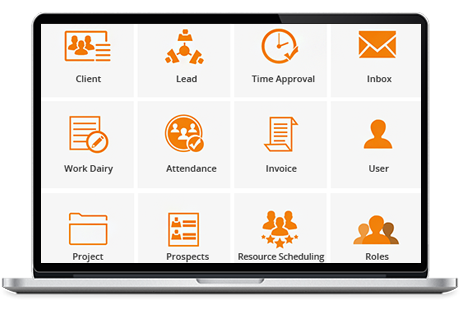 Client
Lead
Time Approval
Inbox
Work Dairy
Attendance
Invoice
User
Project
Prospects
Resource Scheduling
Roles